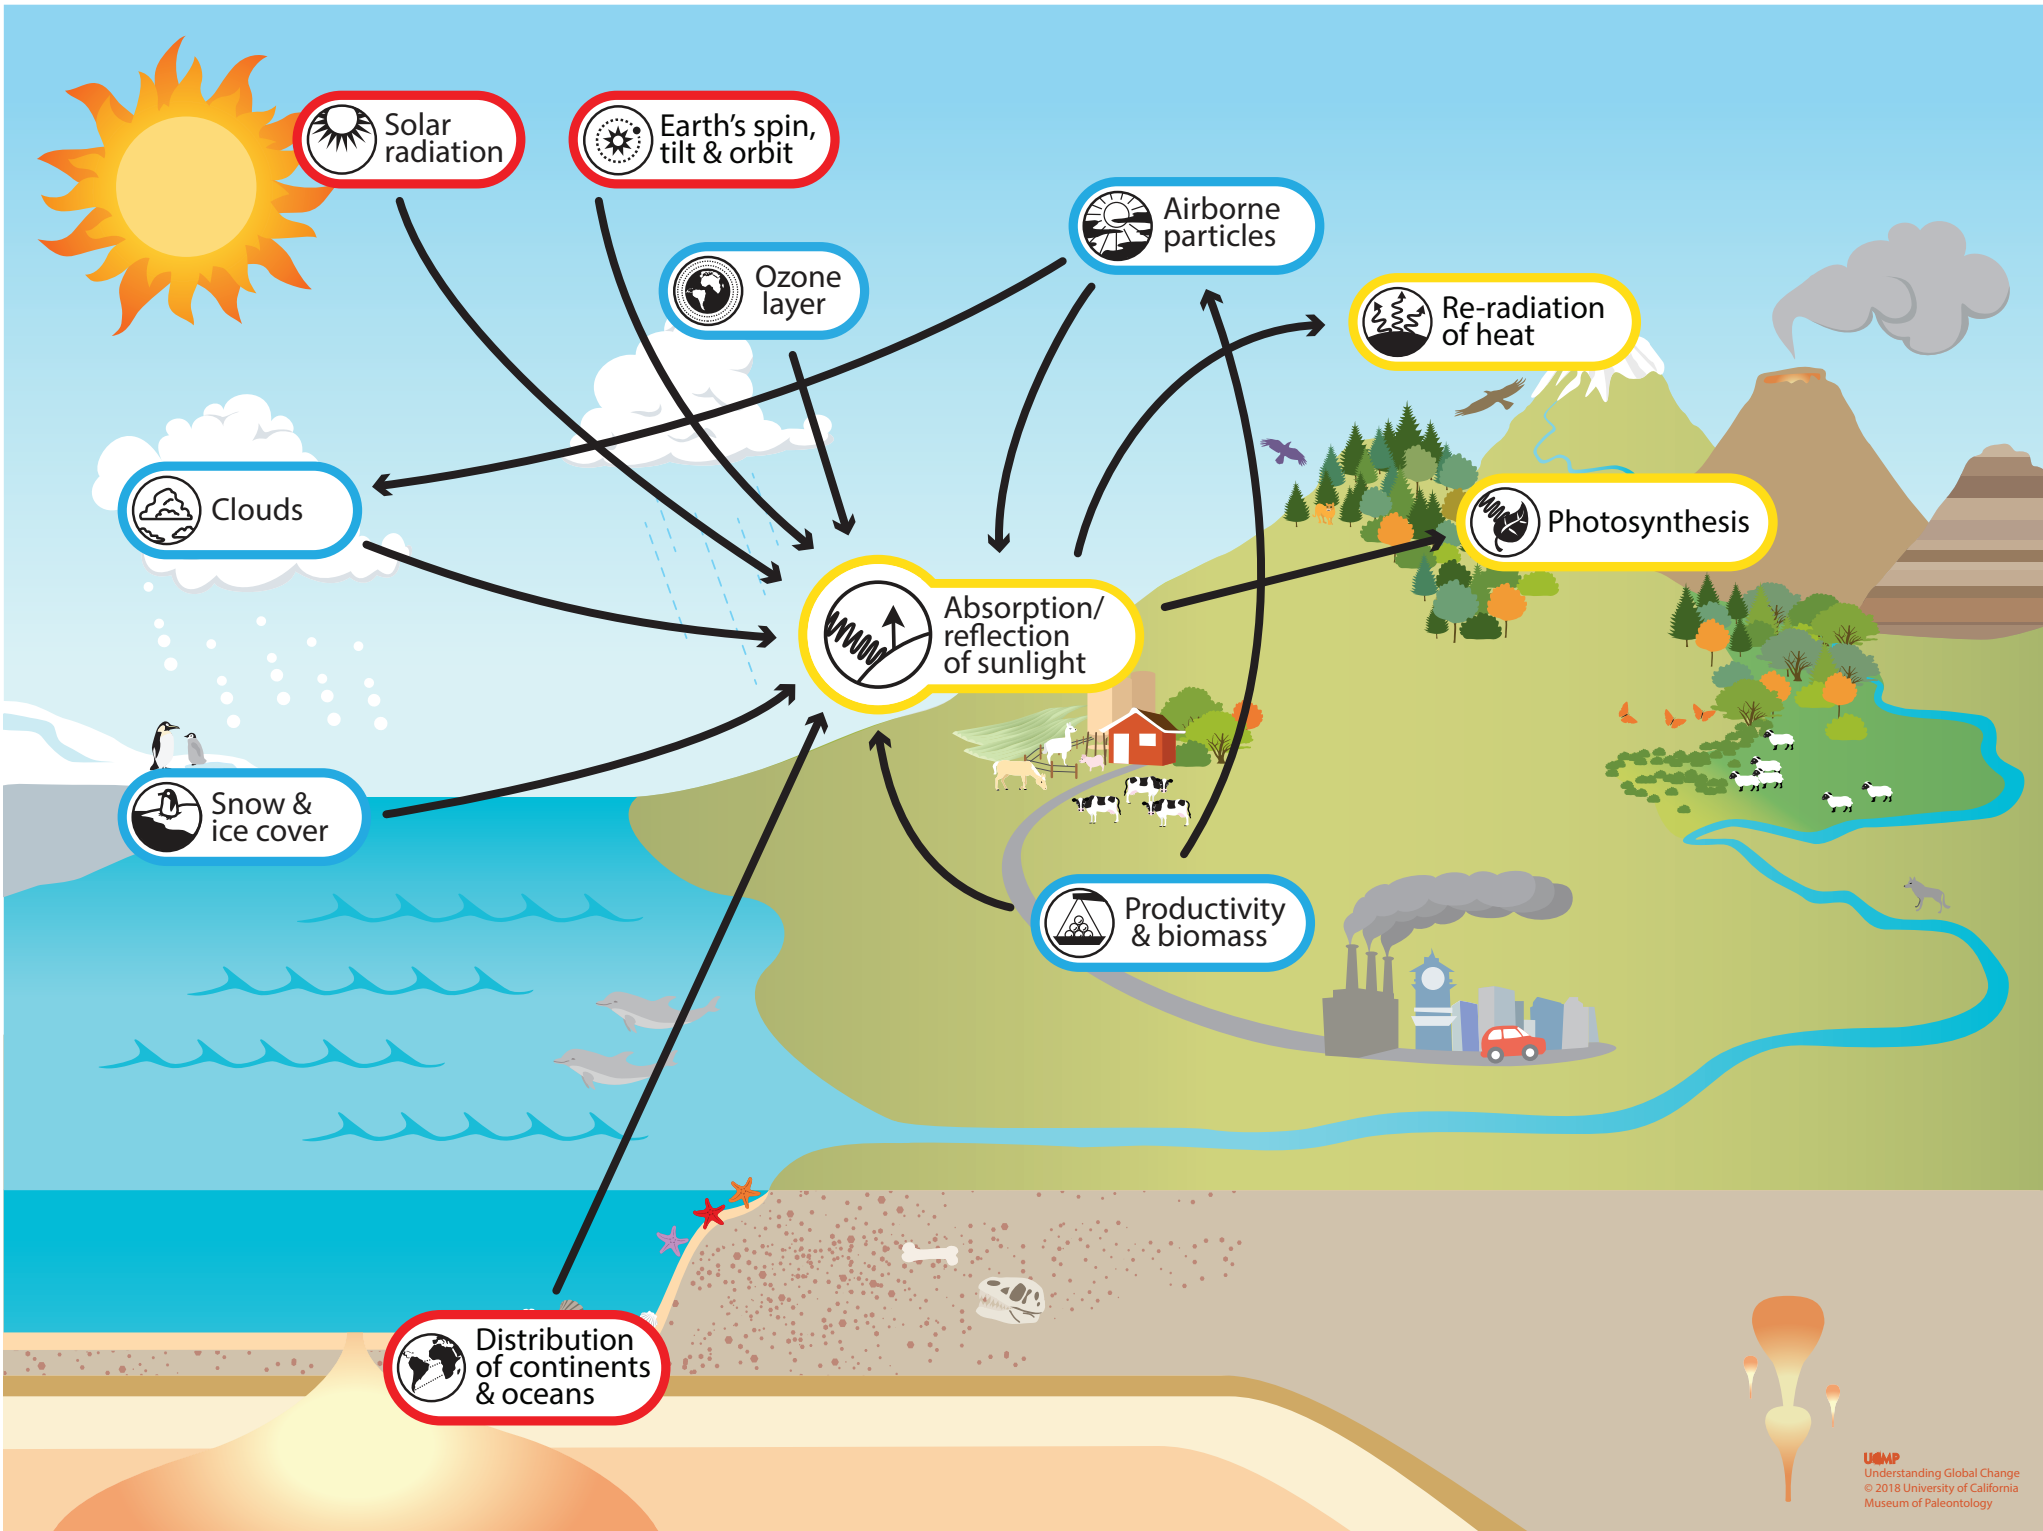 Solar
radiation
Earth's spin,
tilt & orbit
Airborne
particles
Ozone
layer
Re-radiation
of heat
Clouds
Photosynthesis
Absorption/
reflection
of sunlight
Snow &
ice cover
Productivity
& biomass
Distribution
of continents
& oceans
UCMP
Understanding Global Change
© 2018 University of California
Museum of Paleontology